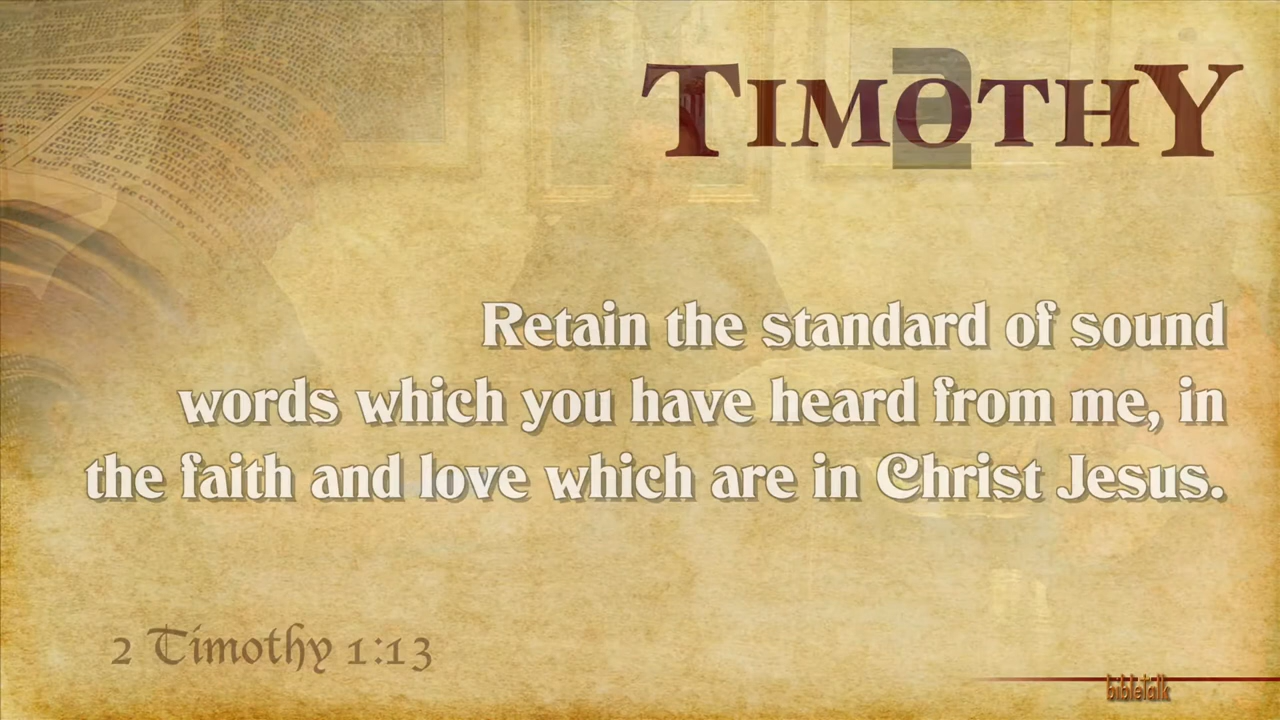 2
TIMOTHY
Retain the standard of sound
words which you have heard from me, in
the faith and love which are in Christ Jesus.
2 Timothy 1:13
bibletalk